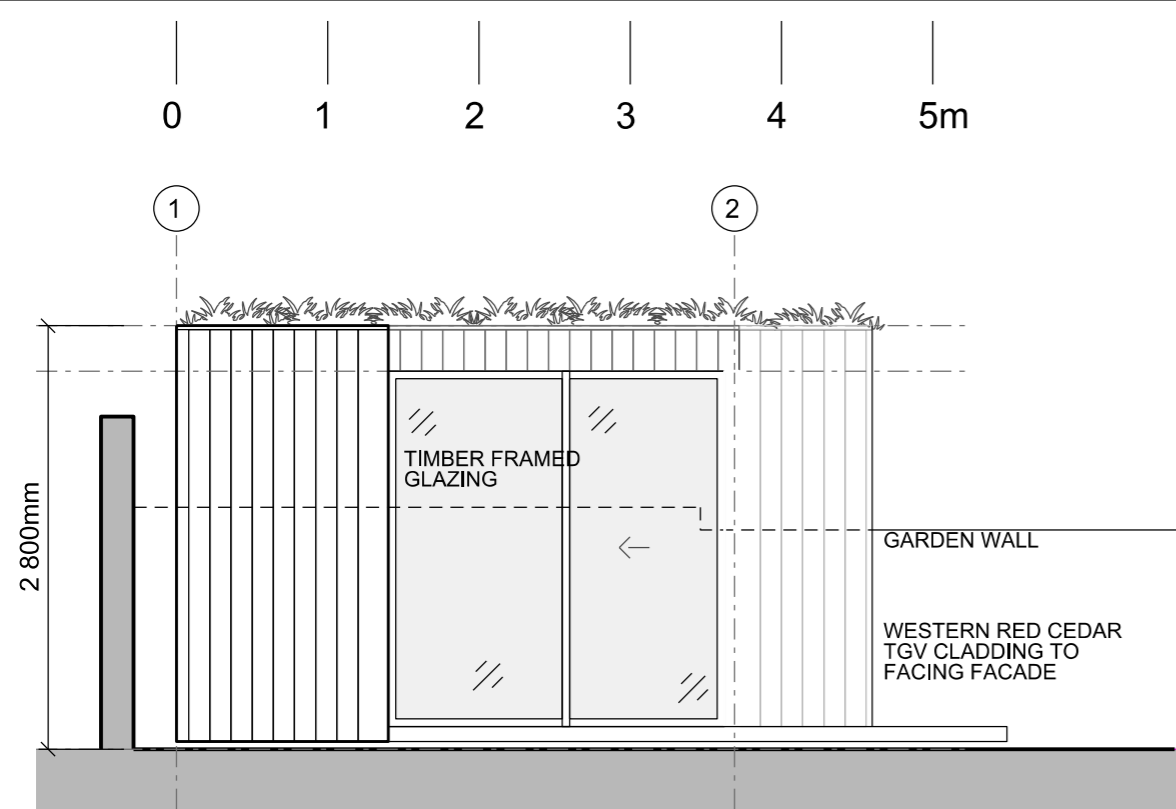 0 1 2 3 4 5m
1 2
TIMBER FRAMED
GLAZING
2 800mm
GARDEN WALL
WESTERN RED CEDAR
TGV CLADDING TO
FACING FACADE